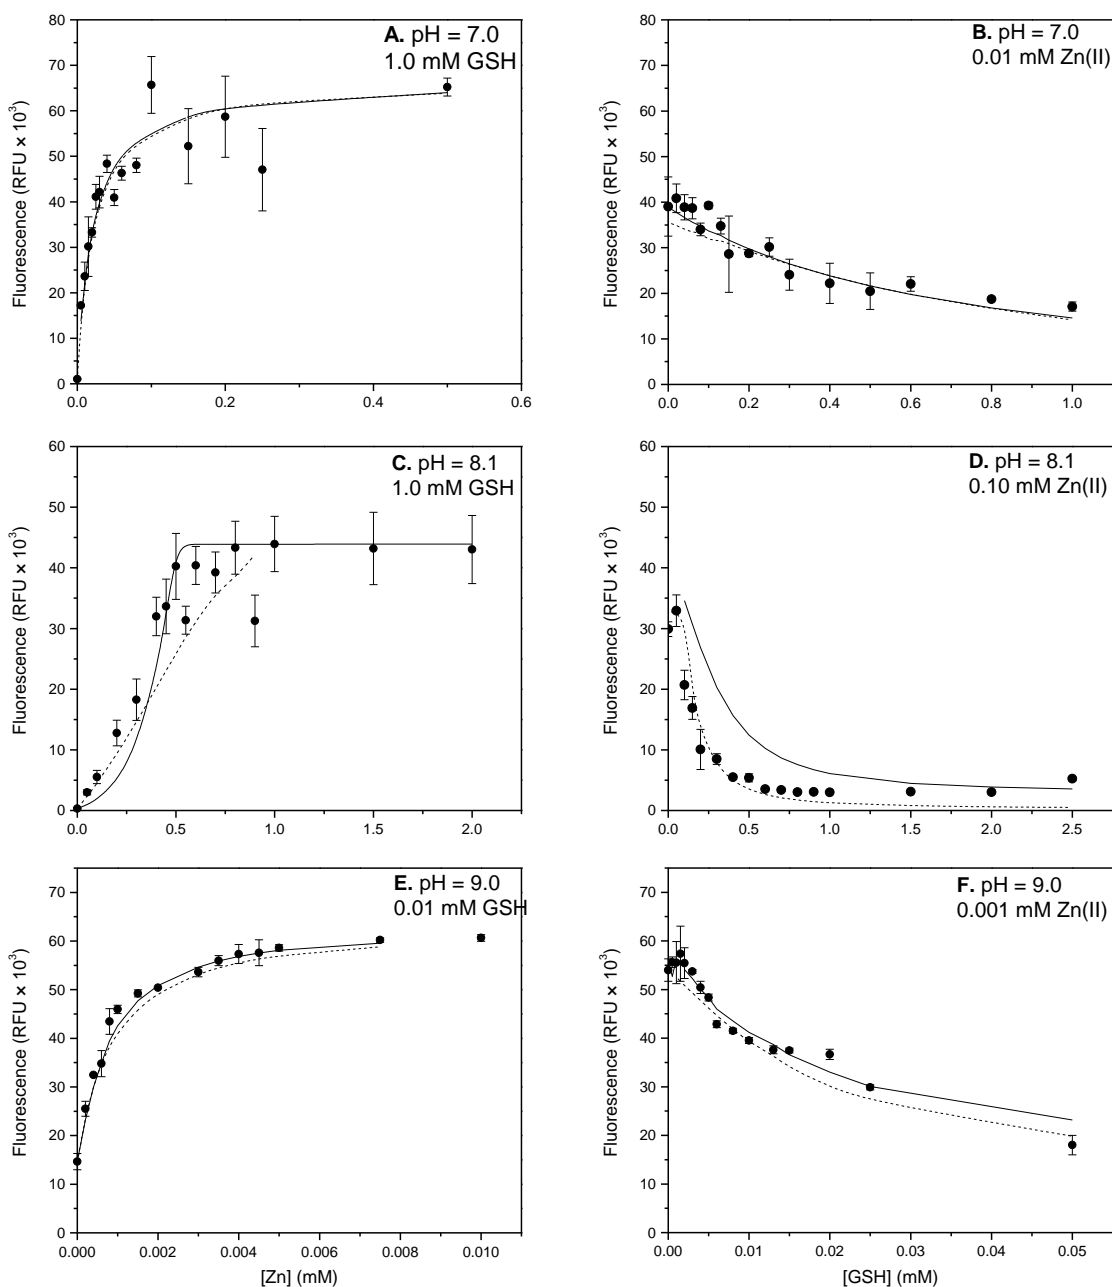 A. pH = 7.0
1.0 mM GSH
Fluorescence (RFU × 10³)
80
70
60
50
40
30
20
10
0
0.0 0.2 0.4 0.6
B. pH = 7.0
0.01 mM Zn(II)
Fluorescence (RFU × 10³)
80
70
60
50
40
30
20
10
0
0.0 0.2 0.4 0.6 0.8 1.0
C. pH = 8.1
1.0 mM GSH
Fluorescence (RFU × 10³)
60
50
40
30
20
10
0
0.0 0.5 1.0 1.5 2.0
D. pH = 8.1
0.10 mM Zn(II)
Fluorescence (RFU × 10³)
60
50
40
30
20
10
0
0.0 0.5 1.0 1.5 2.0 2.5
E. pH = 9.0
0.01 mM GSH
Fluorescence (RFU × 10³)
70
60
50
40
30
20
10
0
0.000 0.002 0.004 0.006 0.008 0.010
[Zn] (mM)
F. pH = 9.0
0.001 mM Zn(II)
Fluorescence (RFU × 10³)
70
60
50
40
30
20
10
0
0.00 0.01 0.02 0.03 0.04 0.05
[GSH] (mM)